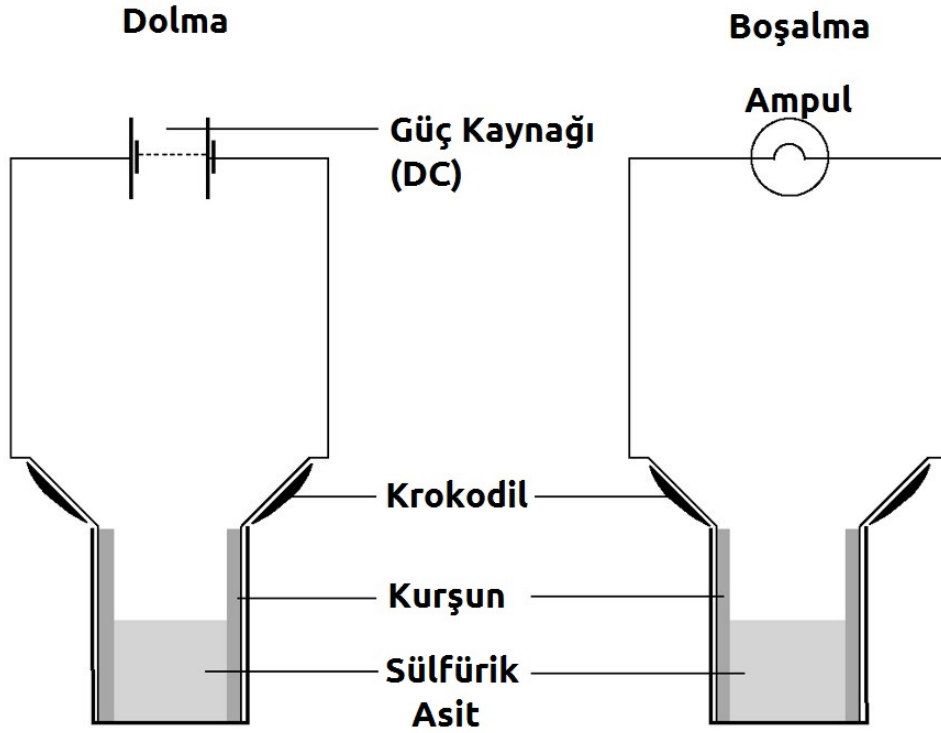 Dolma
Boşalma
Ampul
Güç Kaynağı
(DC)
Krokodil
Kurşun
Sülfürik
Asit